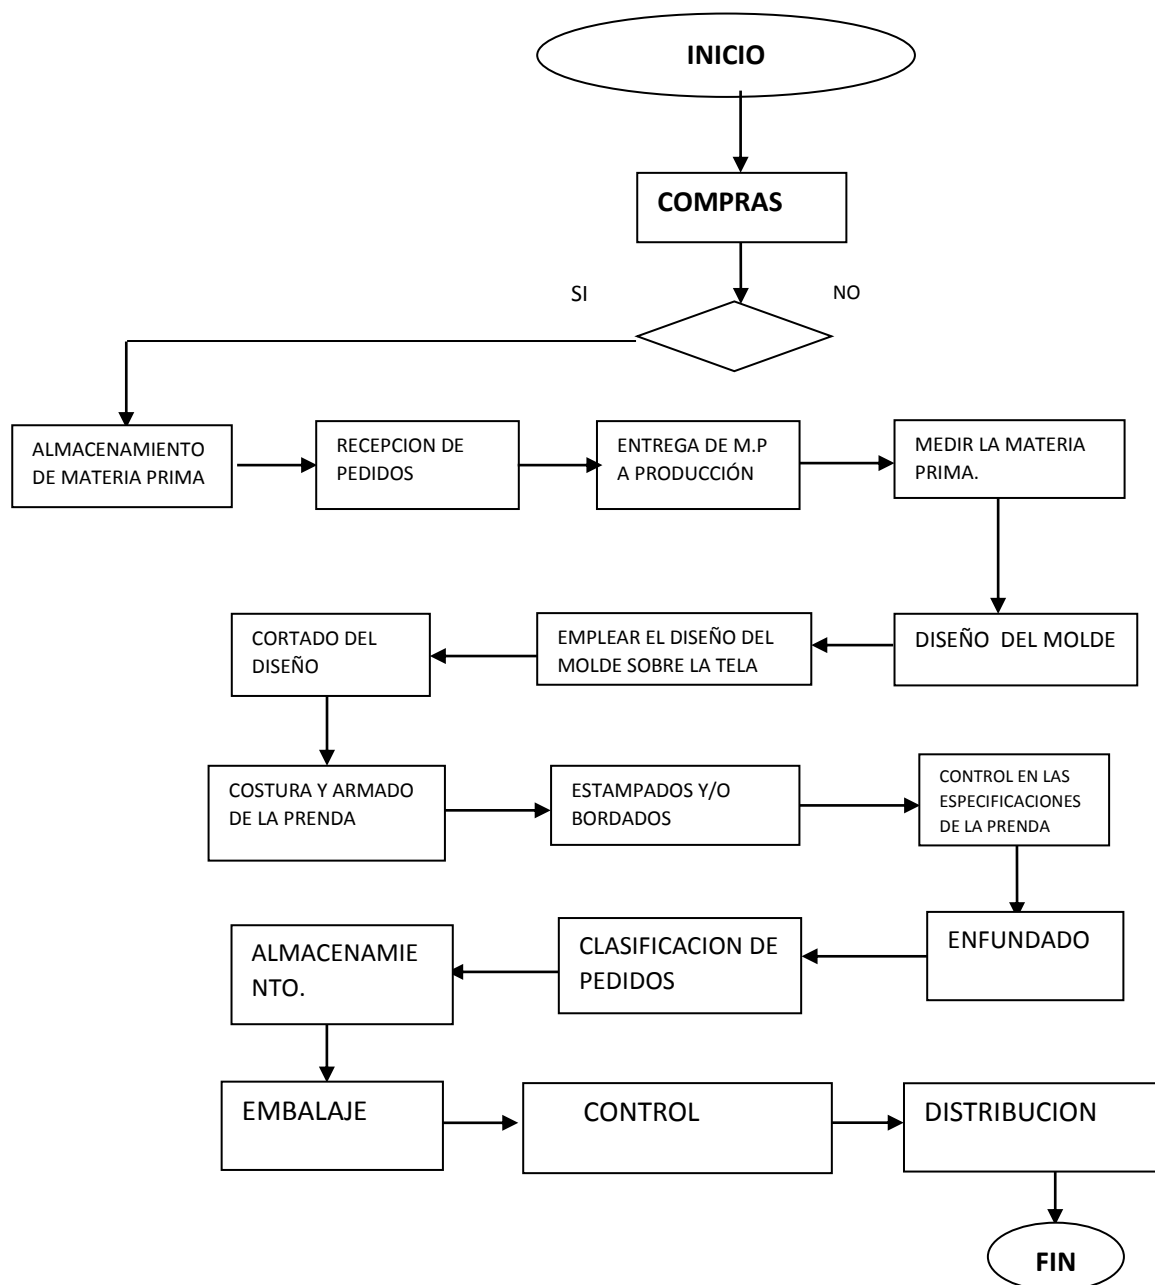 INICIO
COMPRAS
SI
NO
ALMACENAMIENTO
DE MATERIA PRIMA
RECEPCION DE
PEDIDOS
ENTREGA DE M.P
A PRODUCCIÓN
MEDIR LA MATERIA
PRIMA.
DISEÑO  DEL MOLDE
EMPLEAR EL DISEÑO DEL
MOLDE SOBRE LA TELA
CORTADO DEL
DISEÑO
COSTURA Y ARMADO
DE LA PRENDA
ESTAMPADOS Y/O
BORDADOS
CONTROL EN LAS
ESPECIFICACIONES
DE LA PRENDA
ENFUNDADO
CLASIFICACION DE
PEDIDOS
ALMACENAMIE
NTO.
EMBALAJE
CONTROL
DISTRIBUCION
FIN